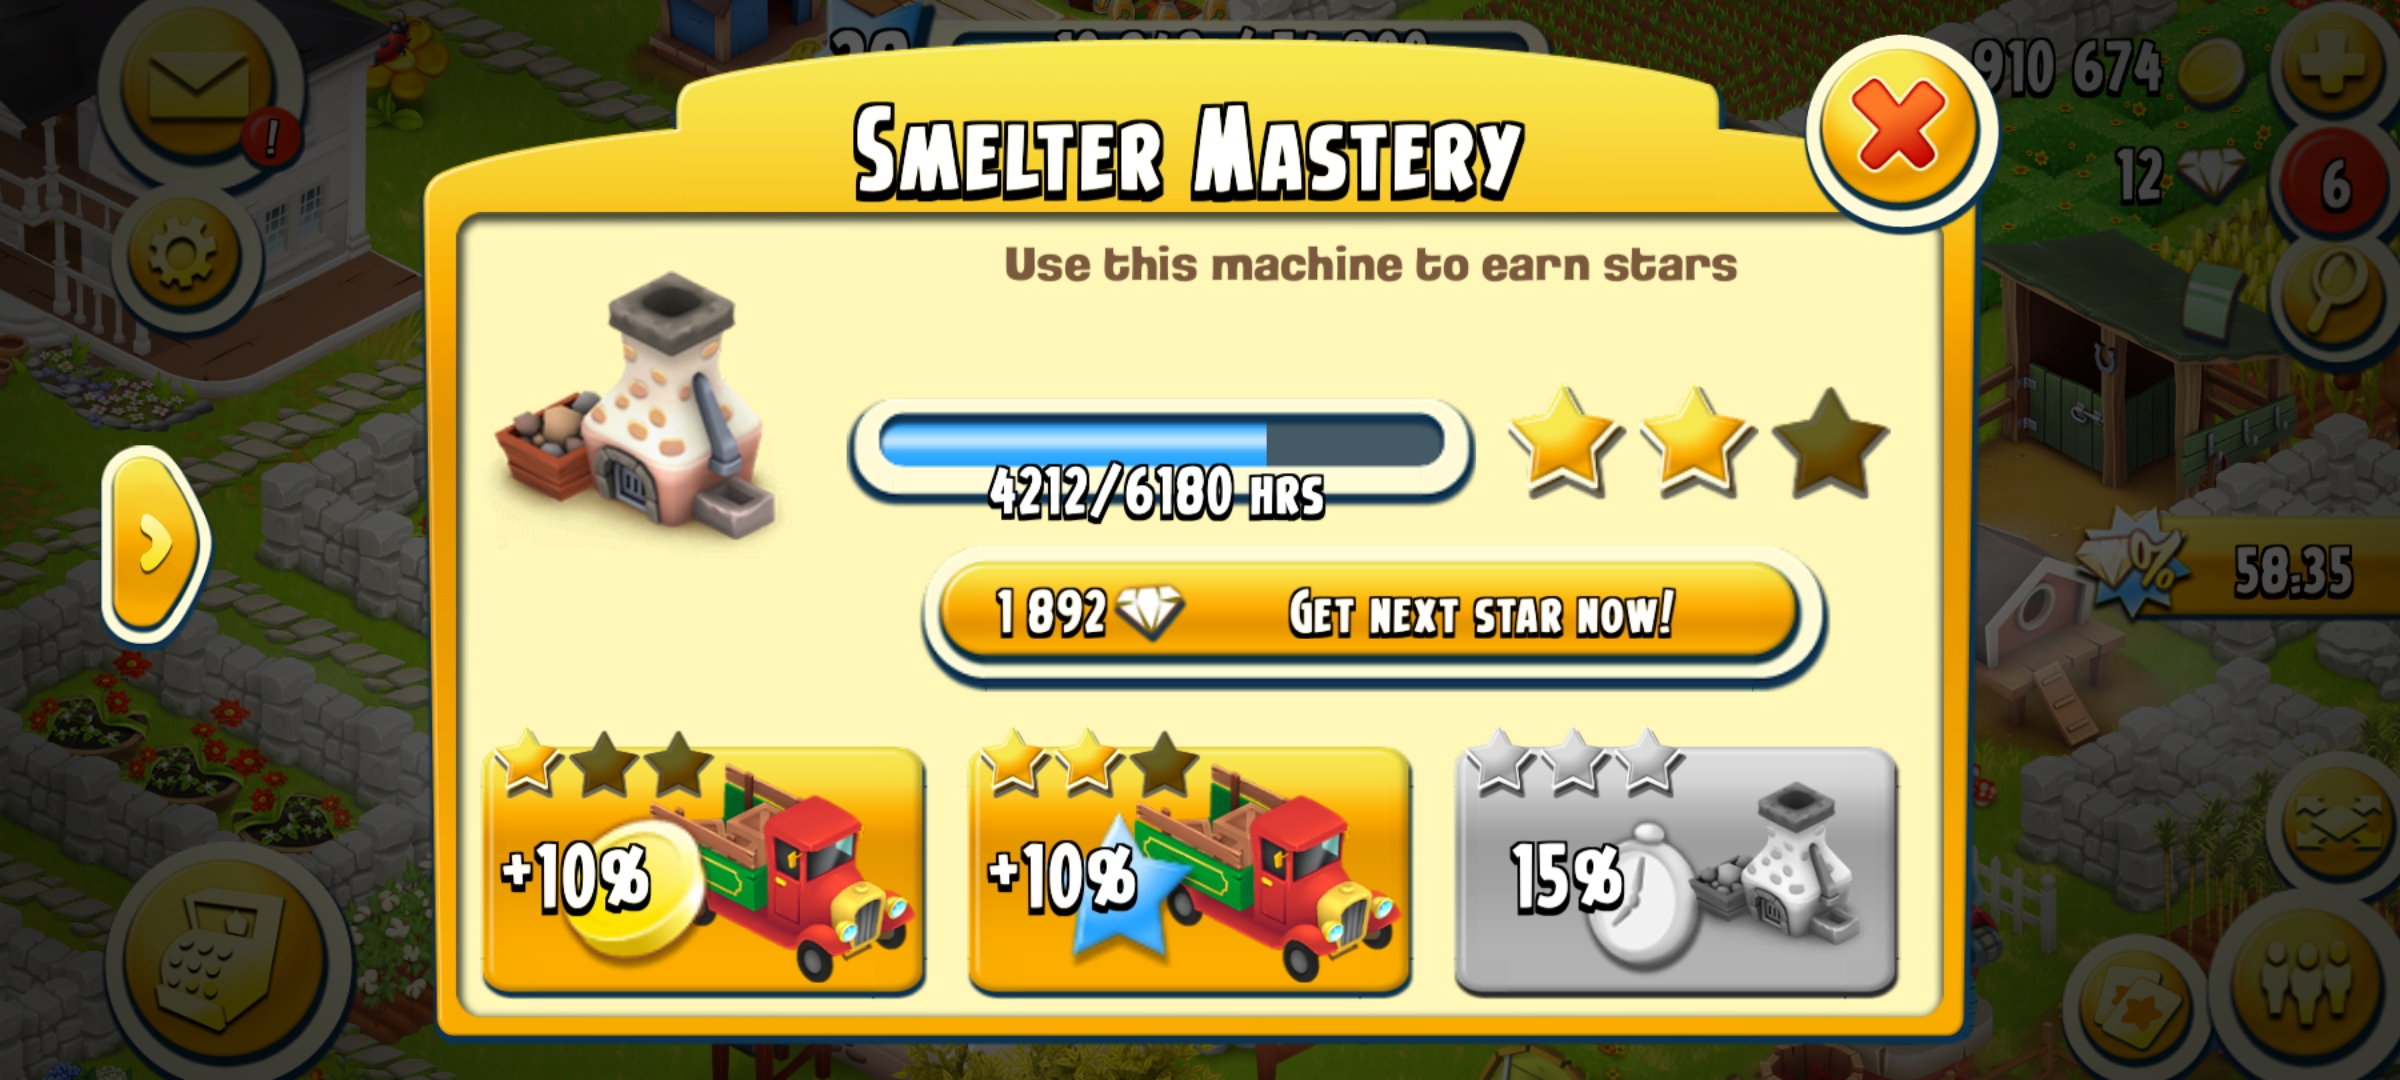 910 674
Smelter Mastery
12
6
Use this machine to earn stars
4212/6180 hrs
58:35
1 892 Get next star now!
+10%
+10%
15%
!
%